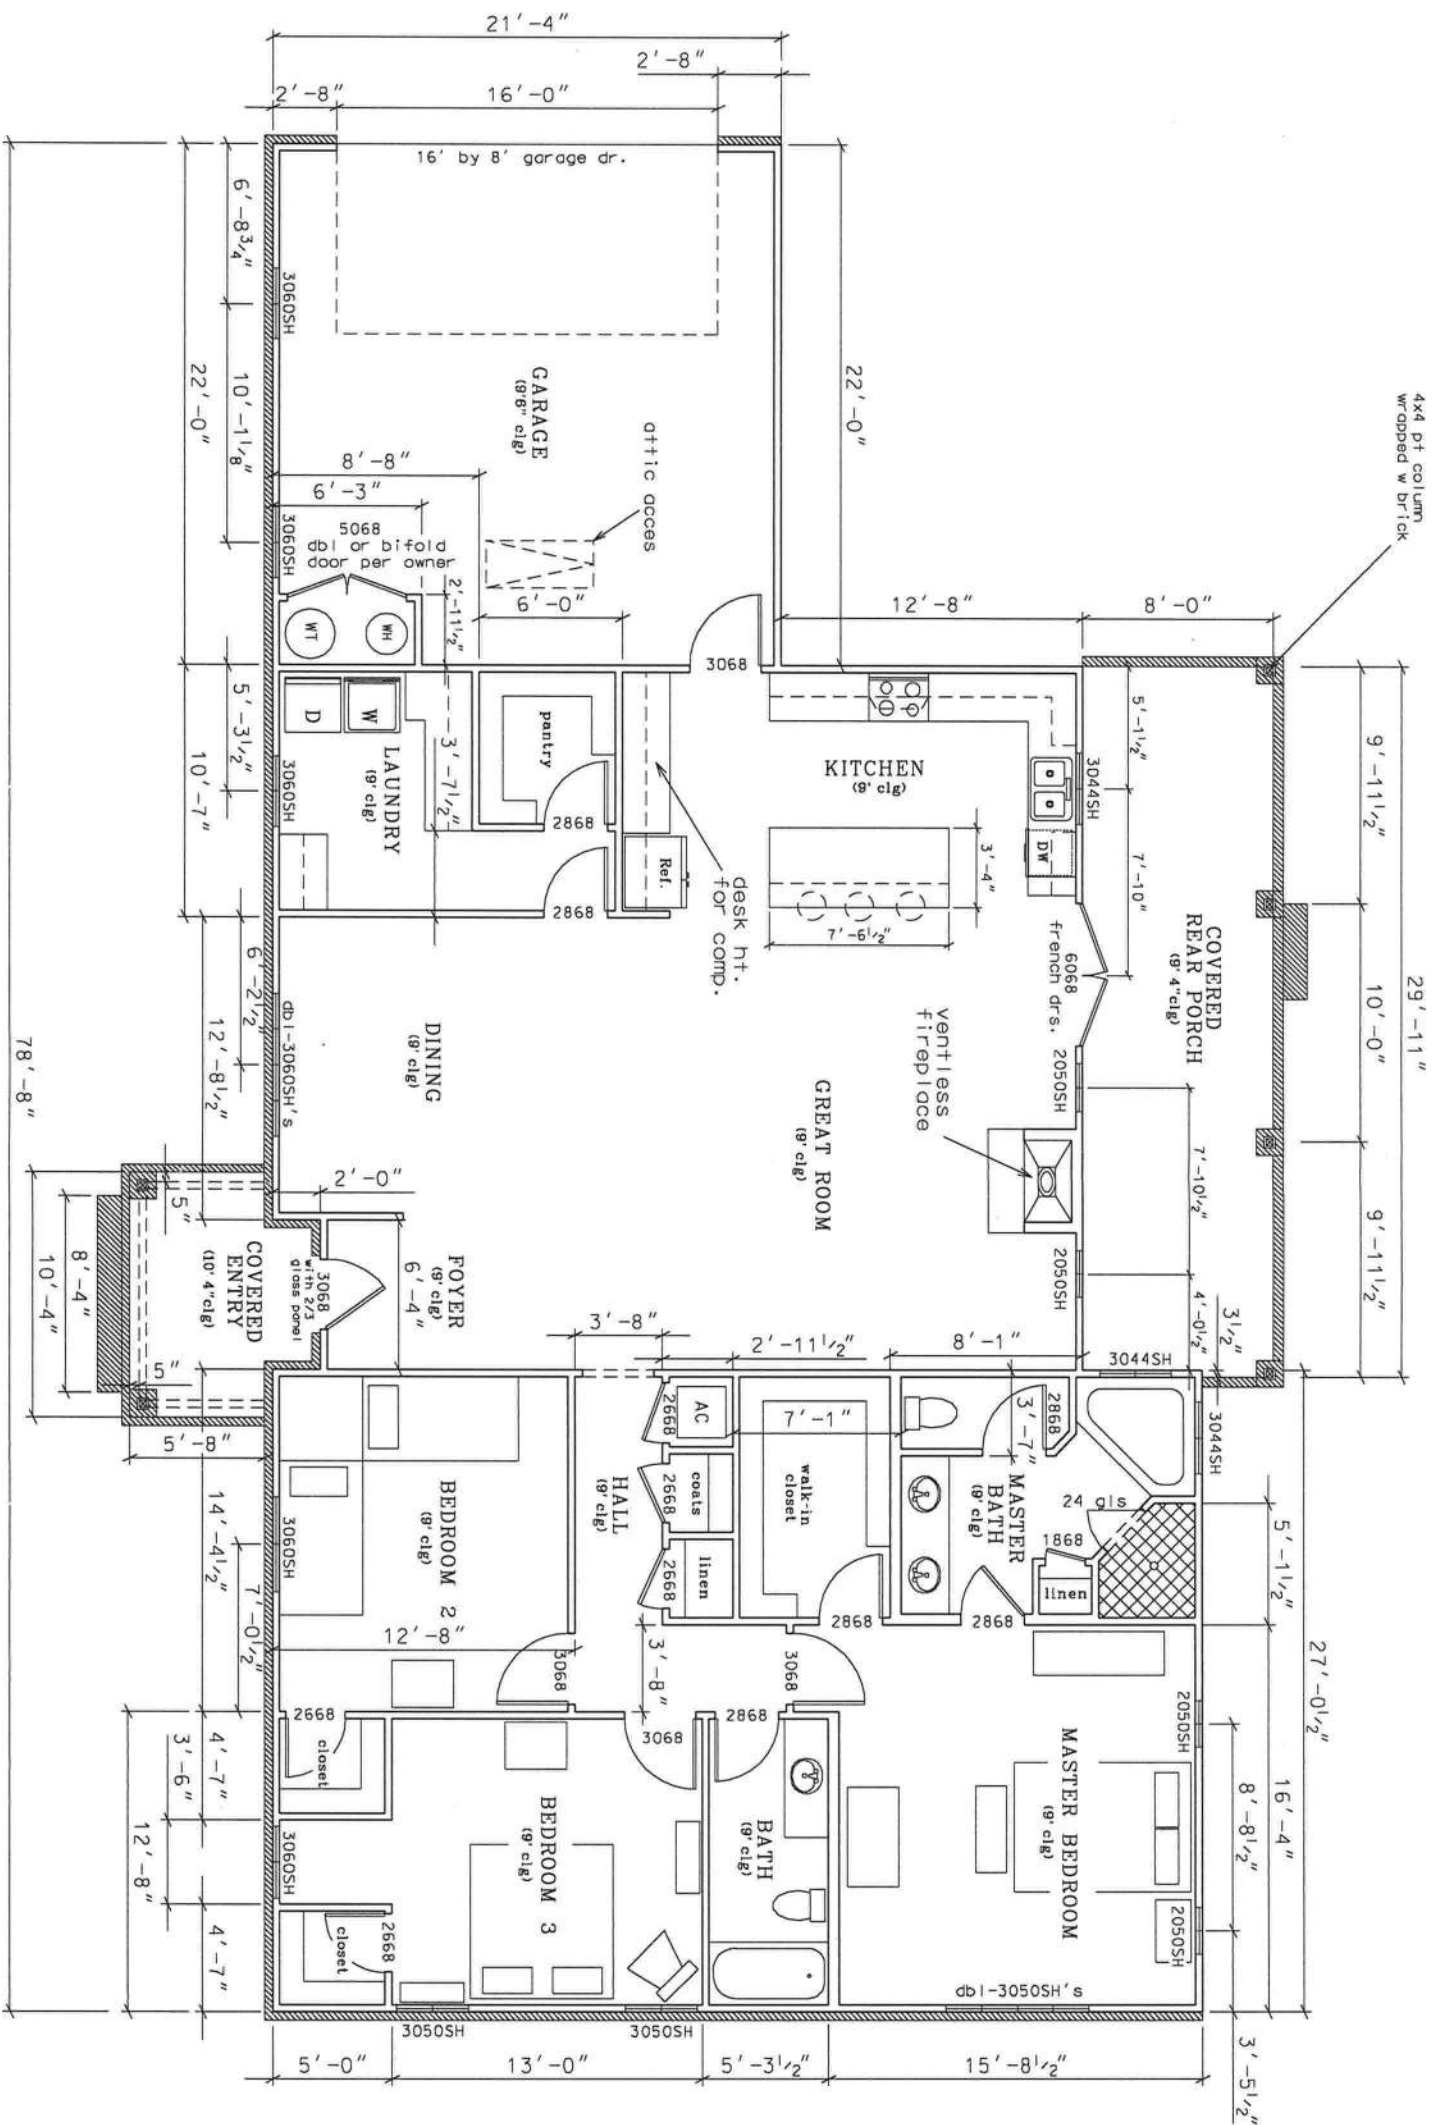 21'-4"
2'-8"
16'-0"
2'-8"
16' by 8' garage dr.
6'-8 3/4"
10'-1 1/8"
22'-0"
22'-0"
3060SH
3060SH
GARAGE
(9'6" clg)
attic acces
8'-8"
6'-3"
5068
dbl or bifold
door per owner
2'-11 1/2"
6'-0"
WT
WH
3068
12'-8"
8'-0"
4x4 pt column
wrapped w brick
29'-11"
9'-11 1/2"
10'-0"
9'-11 1/2"
5'-1 1/2"
7'-10"
3044SH
COVERED
REAR PORCH
(9' 4"clg)
6068
french drs.
2050SH
7'-10 1/2"
2050SH
4'-0 1/2"
3 1/2"
KITCHEN
(9' clg)
DW
3'-4"
7'-6 1/2"
desk ht.
for comp.
Ref.
pantry
2868
2868
LAUNDRY
(9' clg)
D
W
3'-7 1/2"
3060SH
5'-3 1/2"
10'-7"
DINING
(9' clg)
dbl-3060SH's
6'-2 1/2"
12'-8 1/2"
GREAT ROOM
(9' clg)
ventless
fireplace
78'-8"
2'-0"
5"
FOYER
(9' clg)
6'-4"
3068
with 2/3
glass panel
COVERED
ENTRY
(10' 4"clg)
8'-4"
10'-4"
5"
5'-8"
3'-8"
2'-11 1/2"
8'-1"
3044SH
3044SH
AC
2668
coats
2668
linen
2668
HALL
(9' clg)
7'-1"
walk-in
closet
2868
3'-7"
MASTER
BATH
(9' clg)
24 gls
1868
linen
2868
2868
5'-1 1/2"
27'-0 1/2"
16'-4"
8'-8 1/2"
3'-5 1/2"
BEDROOM 2
(9' clg)
3060SH
14'-4 1/2"
7'-0 1/2"
12'-8"
3068
3'-8"
3068
2868
3068
2668
closet
4'-7"
3'-6"
12'-8"
4'-7"
3060SH
BEDROOM 3
(9' clg)
2668
closet
BATH
(9' clg)
MASTER BEDROOM
(9' clg)
2050SH
2050SH
dbl-3050SH's
3050SH
3050SH
5'-0"
13'-0"
5'-3 1/2"
15'-8 1/2"